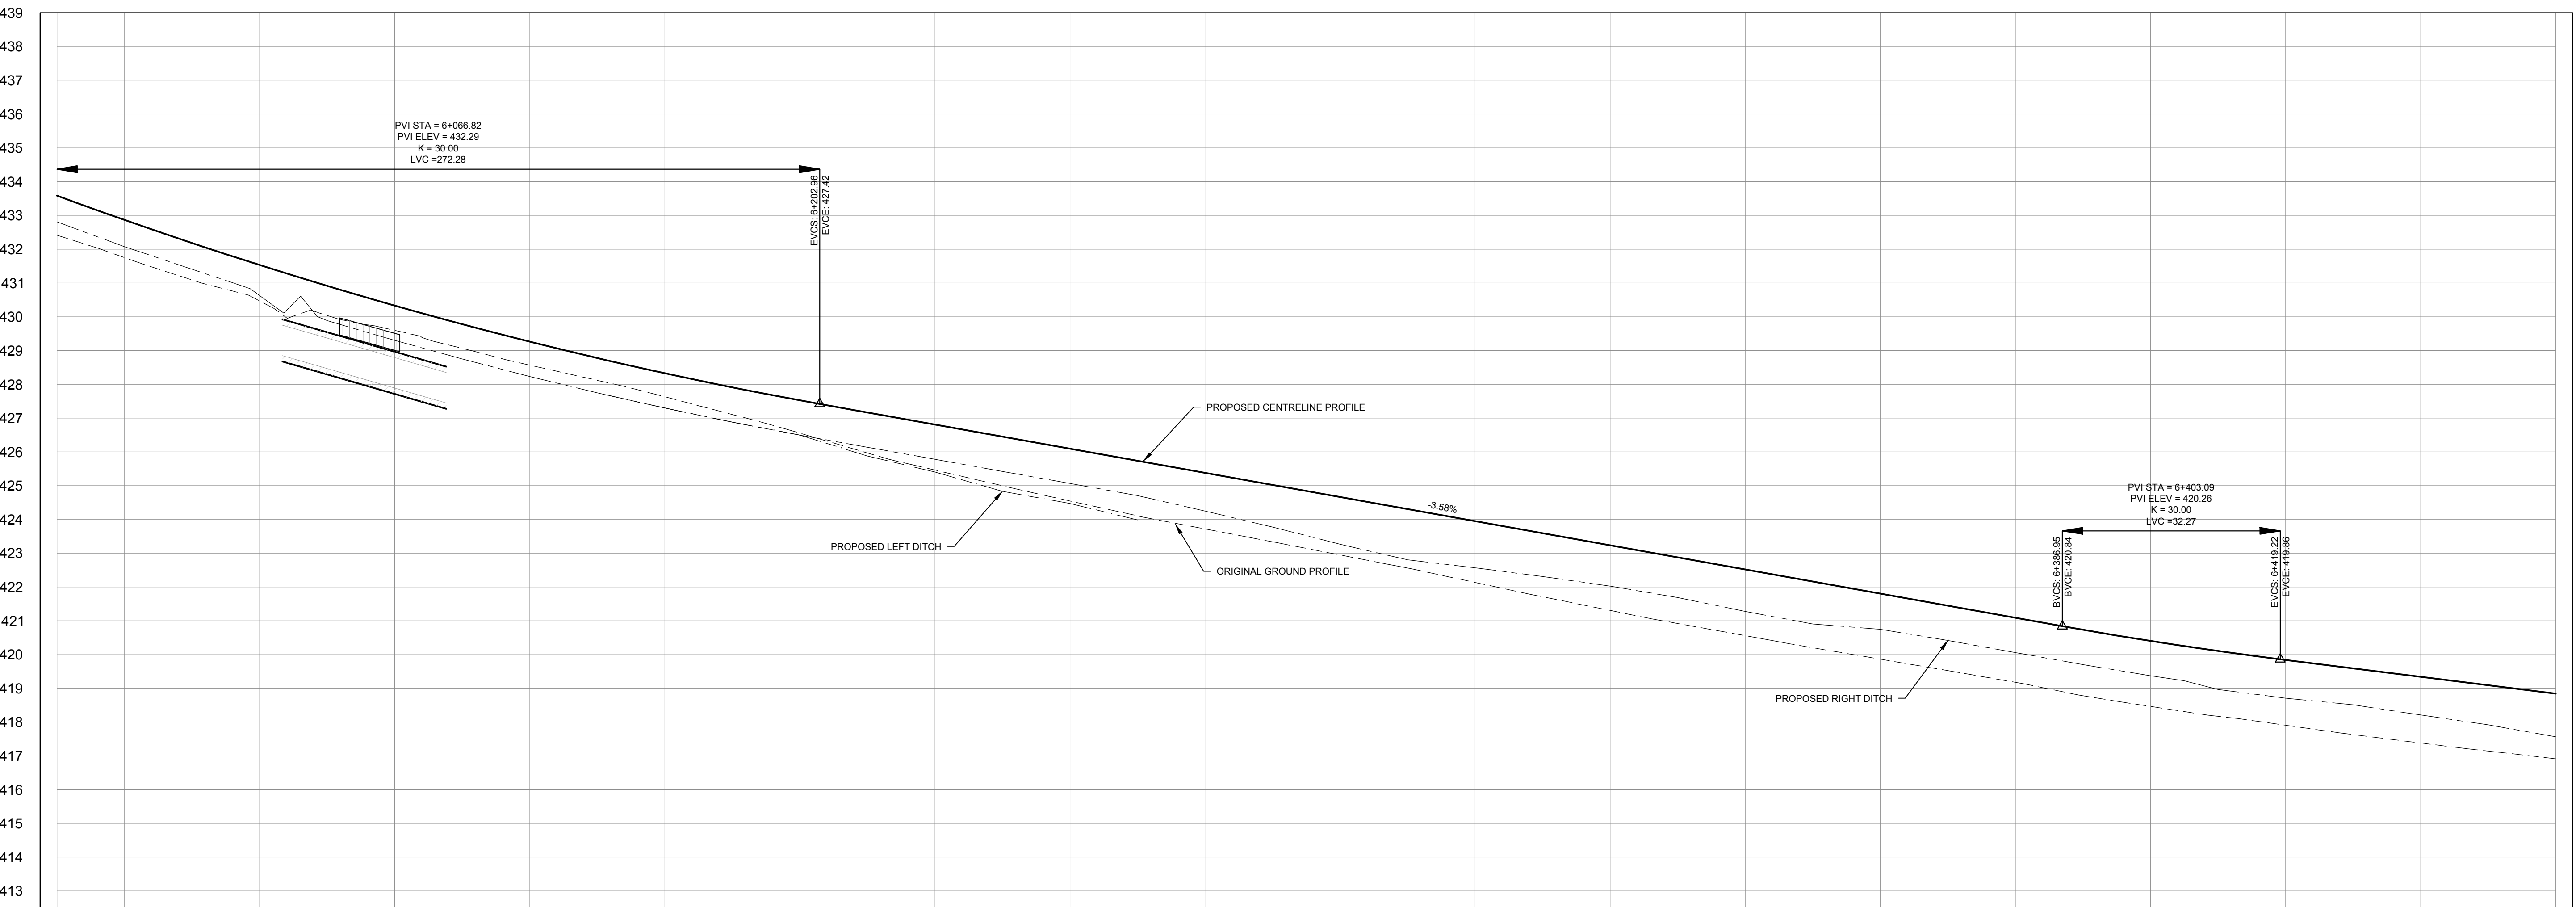 439
438
437
436
435
434
433
432
431
430
429
428
427
426
425
424
423
422
421
420
419
418
417
416
415
414
413
PVI STA = 6+066.82
PVI ELEV = 432.29
K = 30.00
LVC =272.28
EVCS: 6+202.96
EVCE: 427.42
PROPOSED CENTRELINE PROFILE
-3.58%
PROPOSED LEFT DITCH
ORIGINAL GROUND PROFILE
PVI STA = 6+403.09
PVI ELEV = 420.26
K = 30.00
LVC =32.27
BVCS: 6+386.95
BVCE: 420.84
EVCS: 6+419.22
EVCE: 419.86
PROPOSED RIGHT DITCH